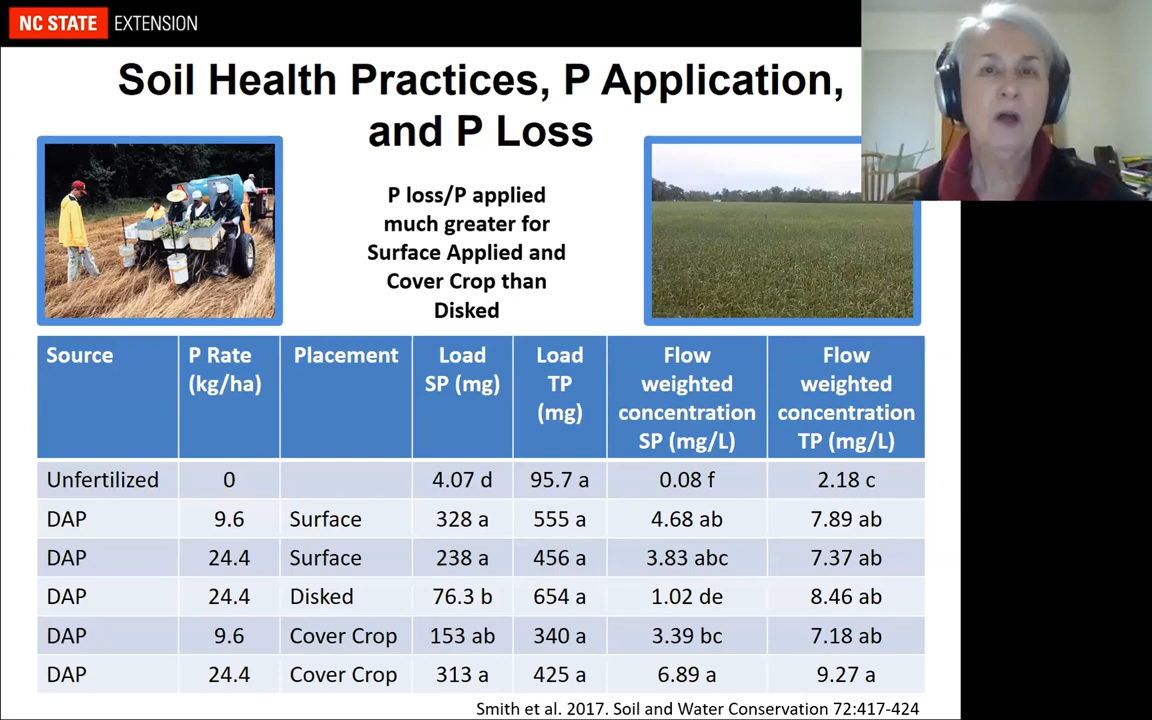 NC STATE EXTENSION
Soil Health Practices, P Application,
and P Loss
P loss/P applied
much greater for
Surface Applied and
Cover Crop than
Disked
Source P Rate (kg/ha) Placement Load SP (mg) Load TP (mg) Flow weighted concentration SP (mg/L) Flow weighted concentration TP (mg/L)
Unfertilized 0 4.07 d 95.7 a 0.08 f 2.18 c
DAP 9.6 Surface 328 a 555 a 4.68 ab 7.89 ab
DAP 24.4 Surface 238 a 456 a 3.83 abc 7.37 ab
DAP 24.4 Disked 76.3 b 654 a 1.02 de 8.46 ab
DAP 9.6 Cover Crop 153 ab 340 a 3.39 bc 7.18 ab
DAP 24.4 Cover Crop 313 a 425 a 6.89 a 9.27 a
Smith et al. 2017. Soil and Water Conservation 72:417-424